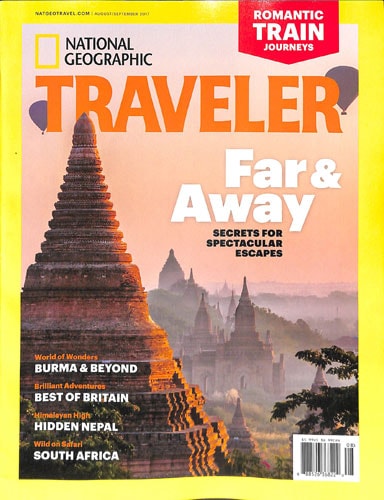 NATGEOTRAVEL.COM | AUGUST/SEPTEMBER 2017
ROMANTIC
TRAIN
JOURNEYS
NATIONAL
GEOGRAPHIC
TRAVELER
Far &
Away
SECRETS FOR
SPECTACULAR
ESCAPES
World of Wonders
BURMA & BEYOND
Brilliant Adventures
BEST OF BRITAIN
Himalayan High
HIDDEN NEPAL
Wild on Safari
SOUTH AFRICA